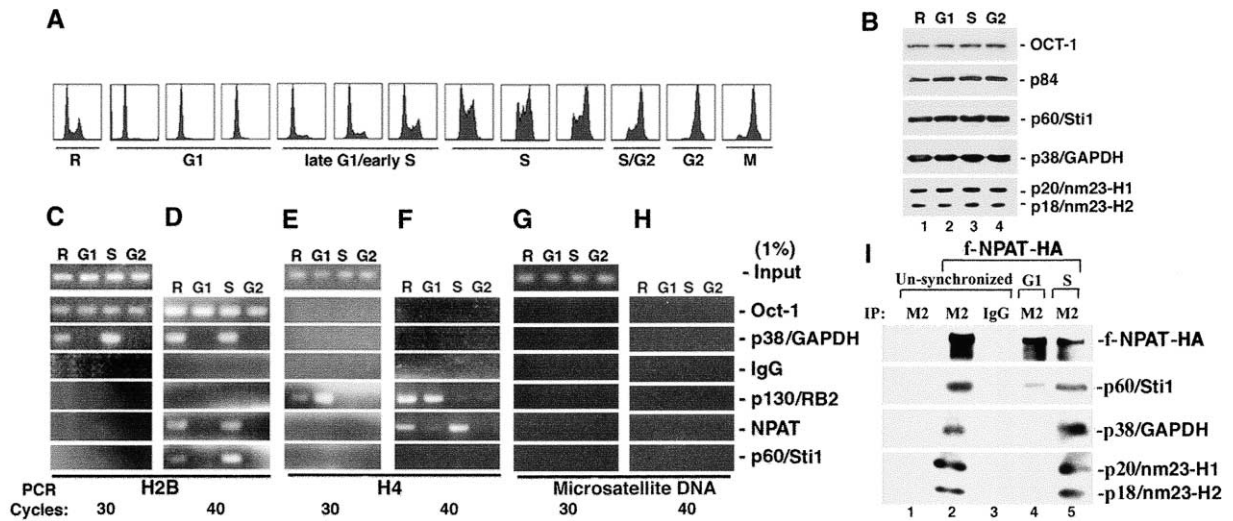 A
R G1 late G1/early S S S/G2 G2 M
B
R G1 S G2
- OCT-1
- p84
- p60/Sti1
- p38/GAPDH
- p20/nm23-H1
- p18/nm23-H2
1 2 3 4
C D E F G H
R G1 S G2
R G1 S G2
R G1 S G2
R G1 S G2
R G1 S G2
R G1 S G2
(1%)
- Input
- Oct-1
- p38/GAPDH
- IgG
- p130/RB2
- NPAT
- p60/Sti1
H2B H4 Microsatellite DNA
PCR
Cycles: 30 40 30 40 30 40
I
f-NPAT-HA
Un-synchronized G1 S
IP: M2 M2 IgG M2 M2
-f-NPAT-HA
-p60/Sti1
-p38/GAPDH
-p20/nm23-H1
-p18/nm23-H2
1 2 3 4 5